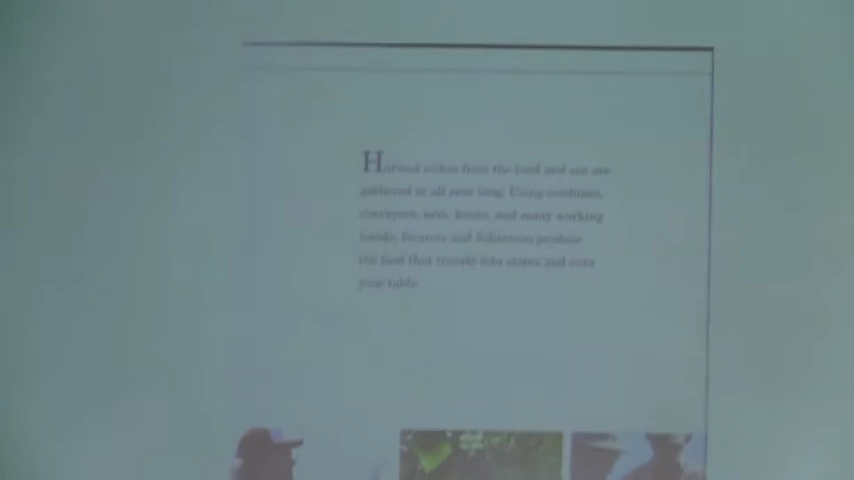 Harvest riches from the land and sea are
gathered in all year long. Using combines,
conveyors, nets, boats, and many working
hands, farmers and fishermen produce
the food that travels into stores and onto
your table.